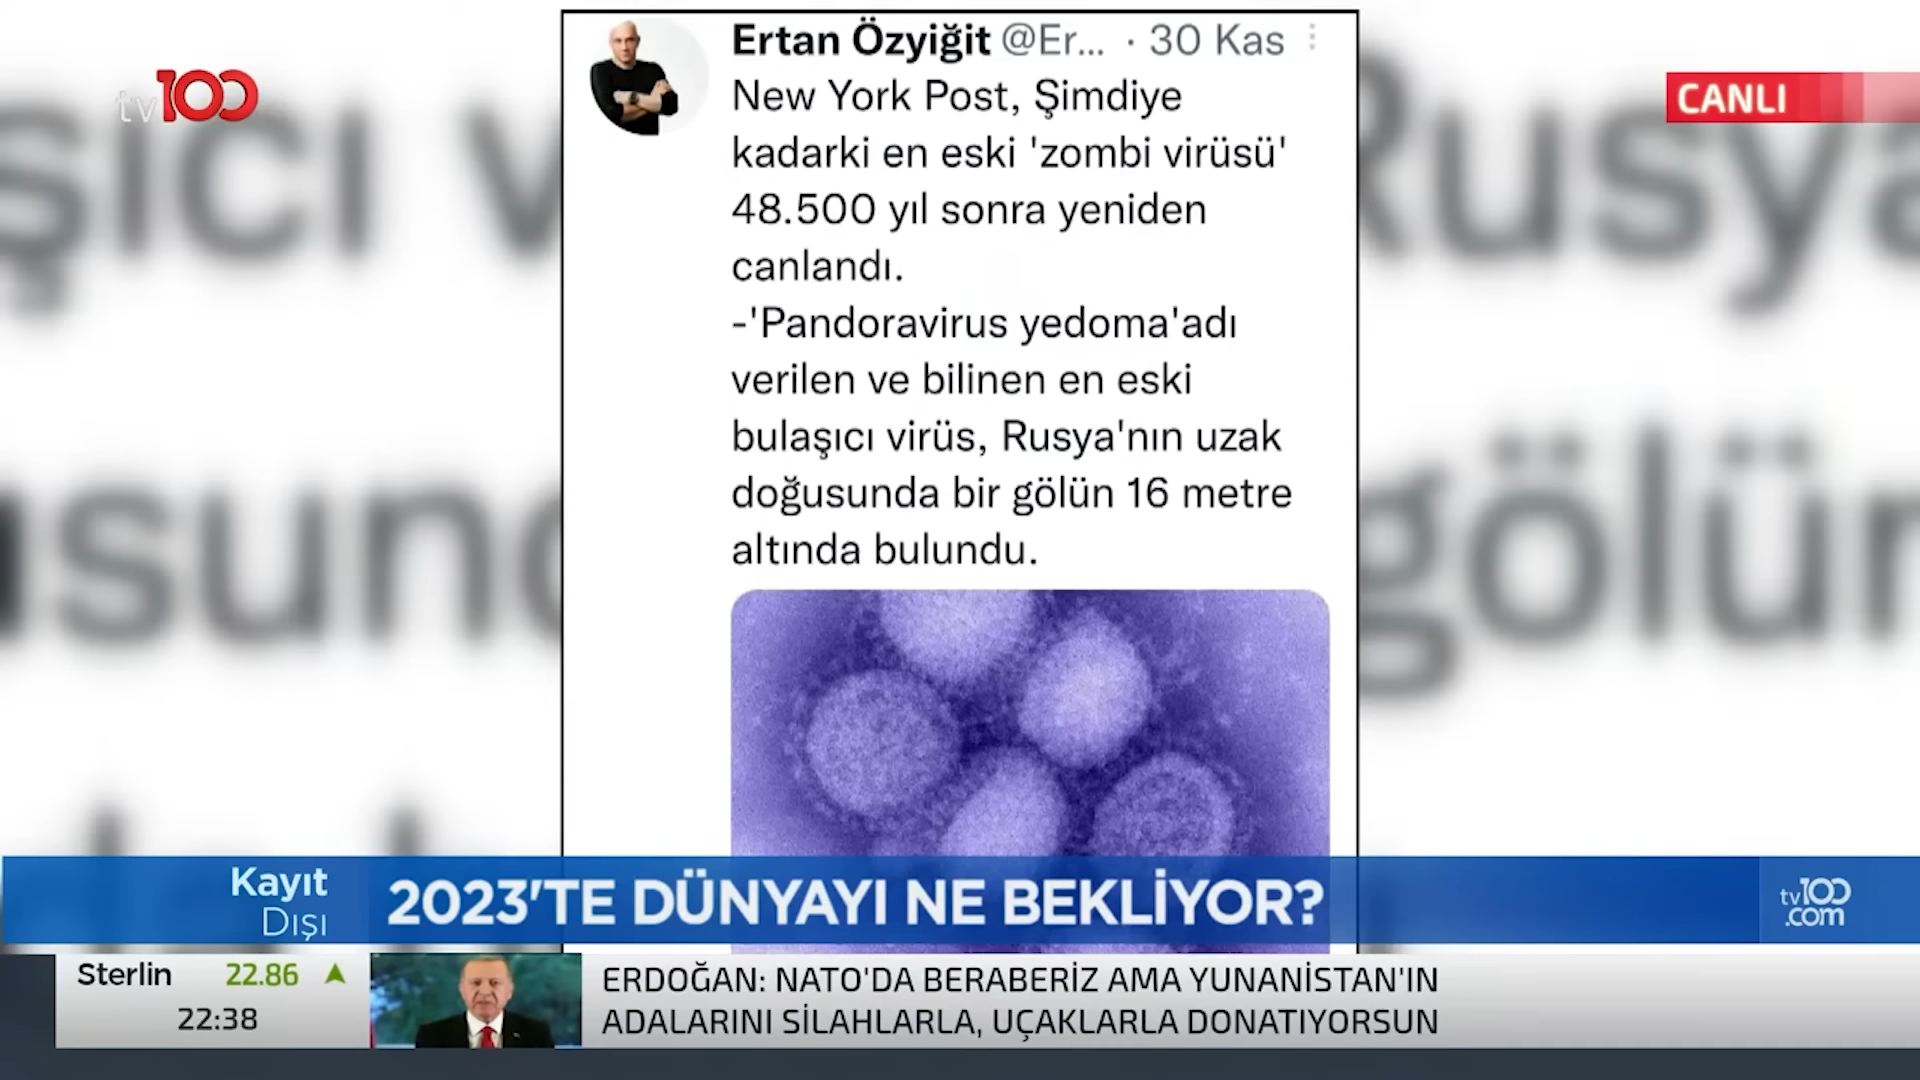 Ertan Özyiğit @Er... · 30 Kas
New York Post, Şimdiye
kadarki en eski 'zombi virüsü'
48.500 yıl sonra yeniden
canlandı.
-'Pandoravirus yedoma'adı
verilen ve bilinen en eski
bulaşıcı virüs, Rusya'nın uzak
doğusunda bir gölün 16 metre
altında bulundu.
tv100
CANLI
Kayıt
Dışı
2023'TE DÜNYAYI NE BEKLİYOR?
tv100
.com
Sterlin 22.86
22:38
ERDOĞAN: NATO'DA BERABERİZ AMA YUNANİSTAN'IN
ADALARINI SİLAHLARLA, UÇAKLARLA DONATIYORSUN